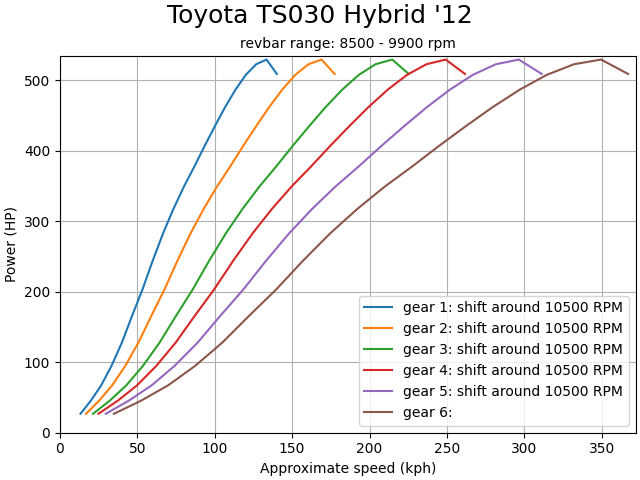 Toyota TS030 Hybrid '12
revbar range: 8500 - 9900 rpm
500
400
300
200
100
0
Power (HP)
gear 1: shift around 10500 RPM
gear 2: shift around 10500 RPM
gear 3: shift around 10500 RPM
gear 4: shift around 10500 RPM
gear 5: shift around 10500 RPM
gear 6:
0 50 100 150 200 250 300 350
Approximate speed (kph)